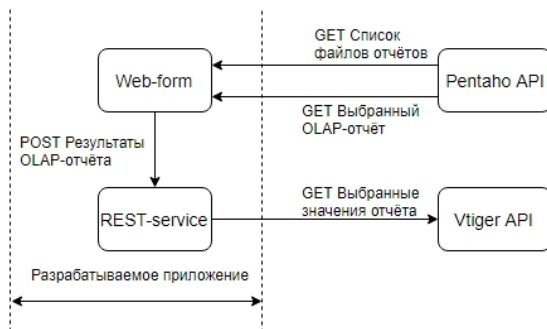 GET Список
файлов отчётов
Web-form
Pentaho API
GET Выбранный
OLAP-отчёт
POST Результаты
OLAP-отчёта
GET Выбранные
значения отчёта
REST-service
Vtiger API
Разрабатываемое приложение